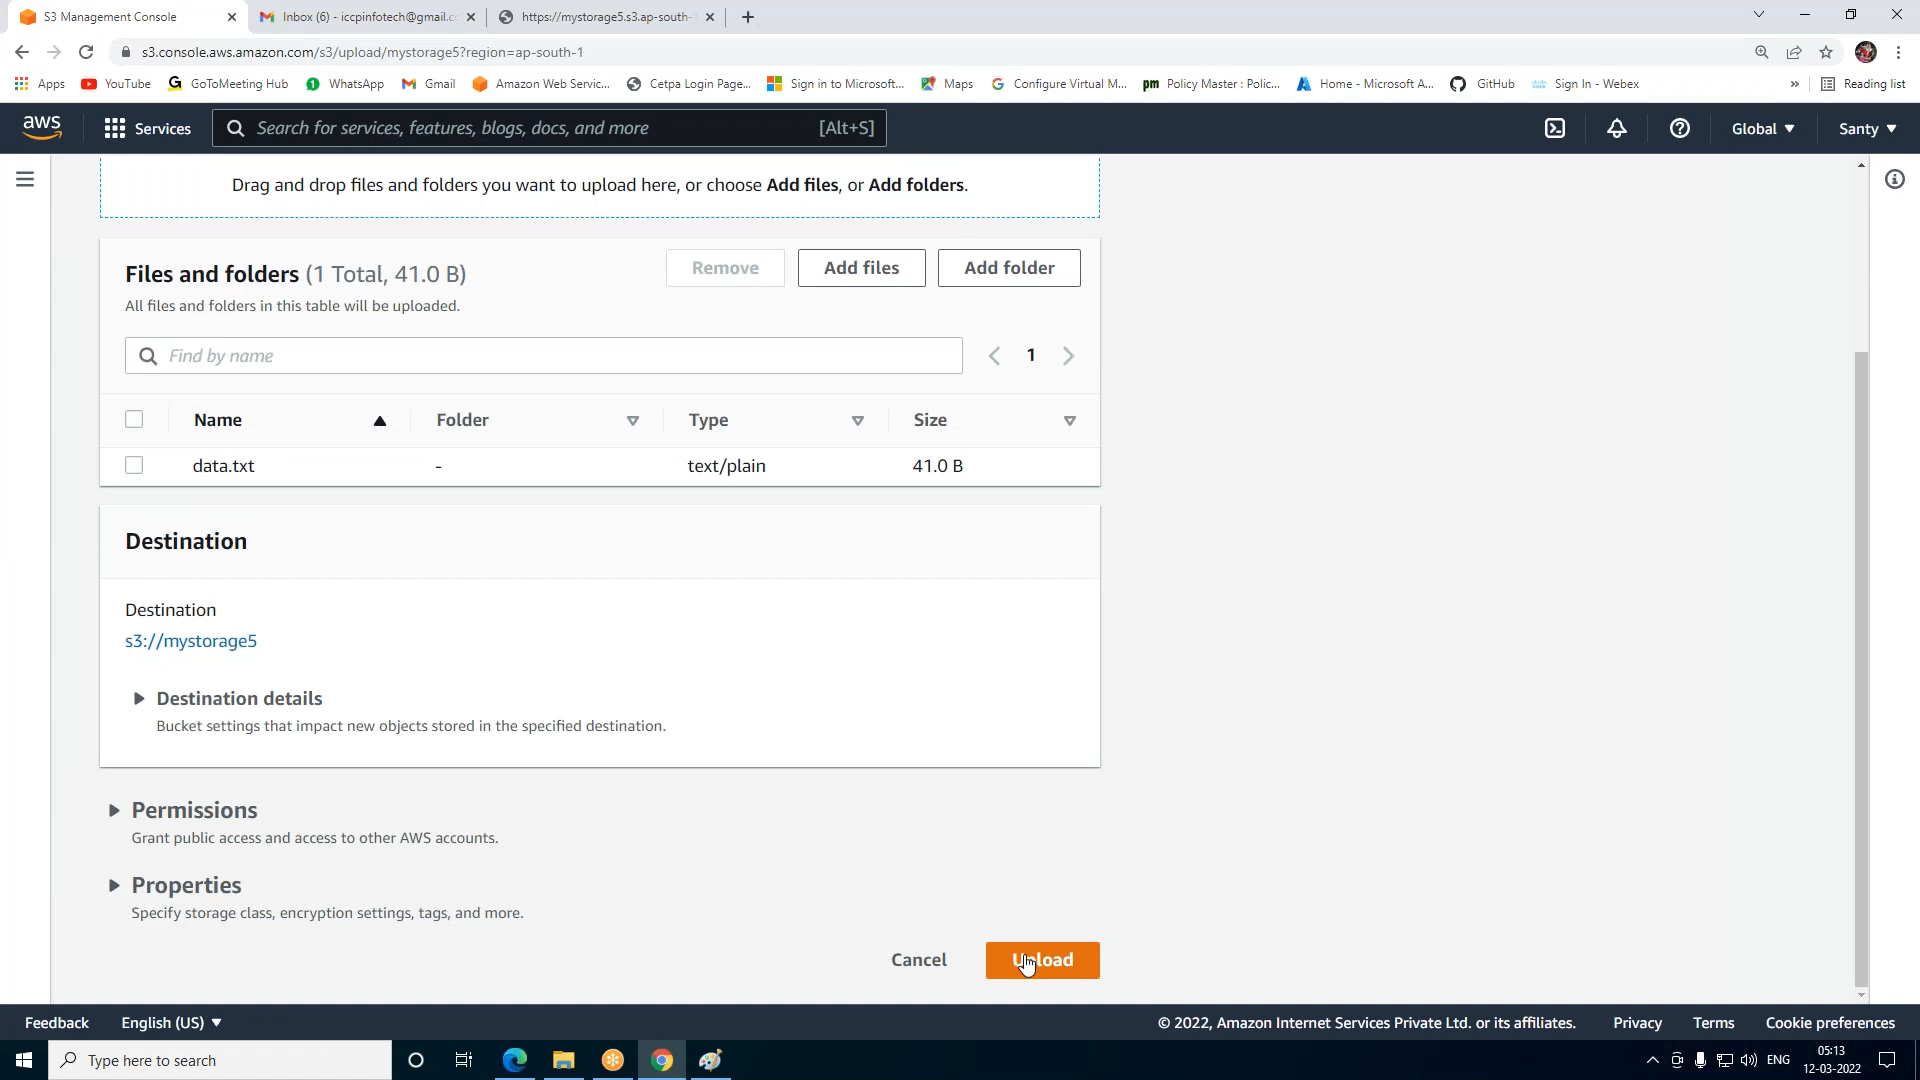 S3 Management Console
Inbox (6) - iccpinfotech@gmail.c
https://mystorage5.s3.ap-south-
s3.console.aws.amazon.com/s3/upload/mystorage5?region=ap-south-1
Apps YouTube GoToMeeting Hub WhatsApp Gmail Amazon Web Servic... Cetpa Login Page... Sign in to Microsoft... Maps Configure Virtual M... pm Policy Master : Polic... Home - Microsoft A... GitHub Sign In - Webex » Reading list
aws Services Search for services, features, blogs, docs, and more [Alt+S] Global Santy
Drag and drop files and folders you want to upload here, or choose Add files, or Add folders.
Files and folders (1 Total, 41.0 B)
Remove Add files Add folder
All files and folders in this table will be uploaded.
Find by name
1
Name Folder Type Size
data.txt - text/plain 41.0 B
Destination
Destination
s3://mystorage5
Destination details
Bucket settings that impact new objects stored in the specified destination.
Permissions
Grant public access and access to other AWS accounts.
Properties
Specify storage class, encryption settings, tags, and more.
Cancel Upload
Feedback English (US) © 2022, Amazon Internet Services Private Ltd. or its affiliates. Privacy Terms Cookie preferences
Type here to search
ENG
05:13
12-03-2022